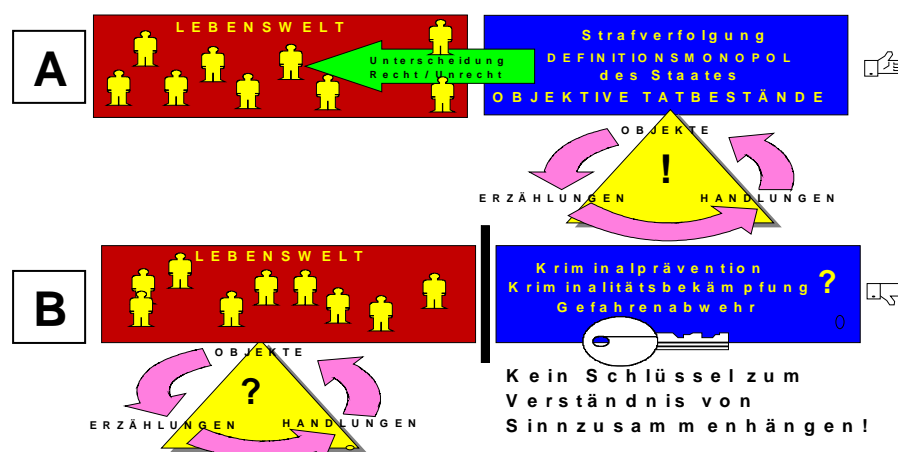 A
LEBENSWELT
Unterscheidung
Recht/Unrecht
Strafverfolgung
DEFINITIONSMONOPOL
des Staates
OBJEKTIVE TATBESTÄNDE
OBJEKTE
!
ERZÄHLUNGEN
HANDLUNGEN
B
LEBENSWELT
Kriminalprävention
Kriminalitätsbekämpfung ?
Gefahrenabwehr
OBJEKTE
?
ERZÄHLUNGEN
HANDLUNGEN
Kein Schlüssel zum
Verständnis von
Sinnzusammenhängen!